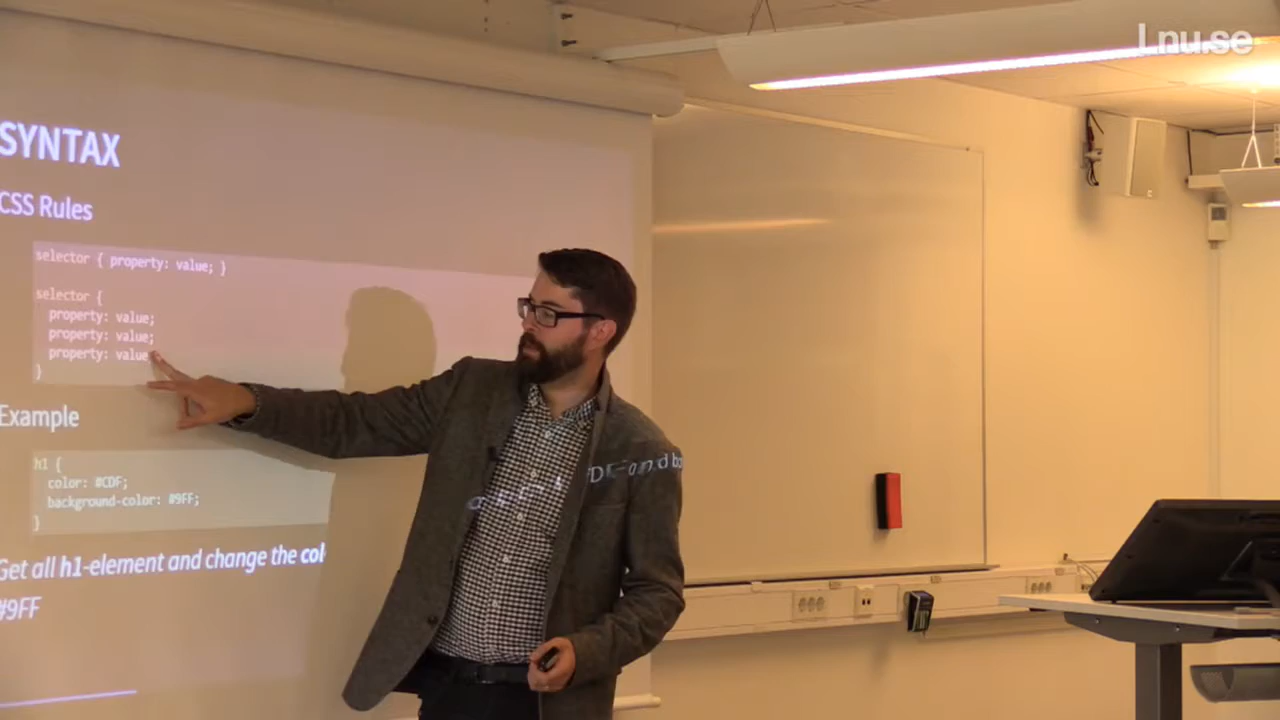 Lnu.se
SYNTAX
CSS Rules
selector { property: value; }
selector {
property: value;
property: value;
property: value
}
Example
h1 {
color: #CDF;
background-color: #9FF;
}
Get all h1-element and change the col
#9FF